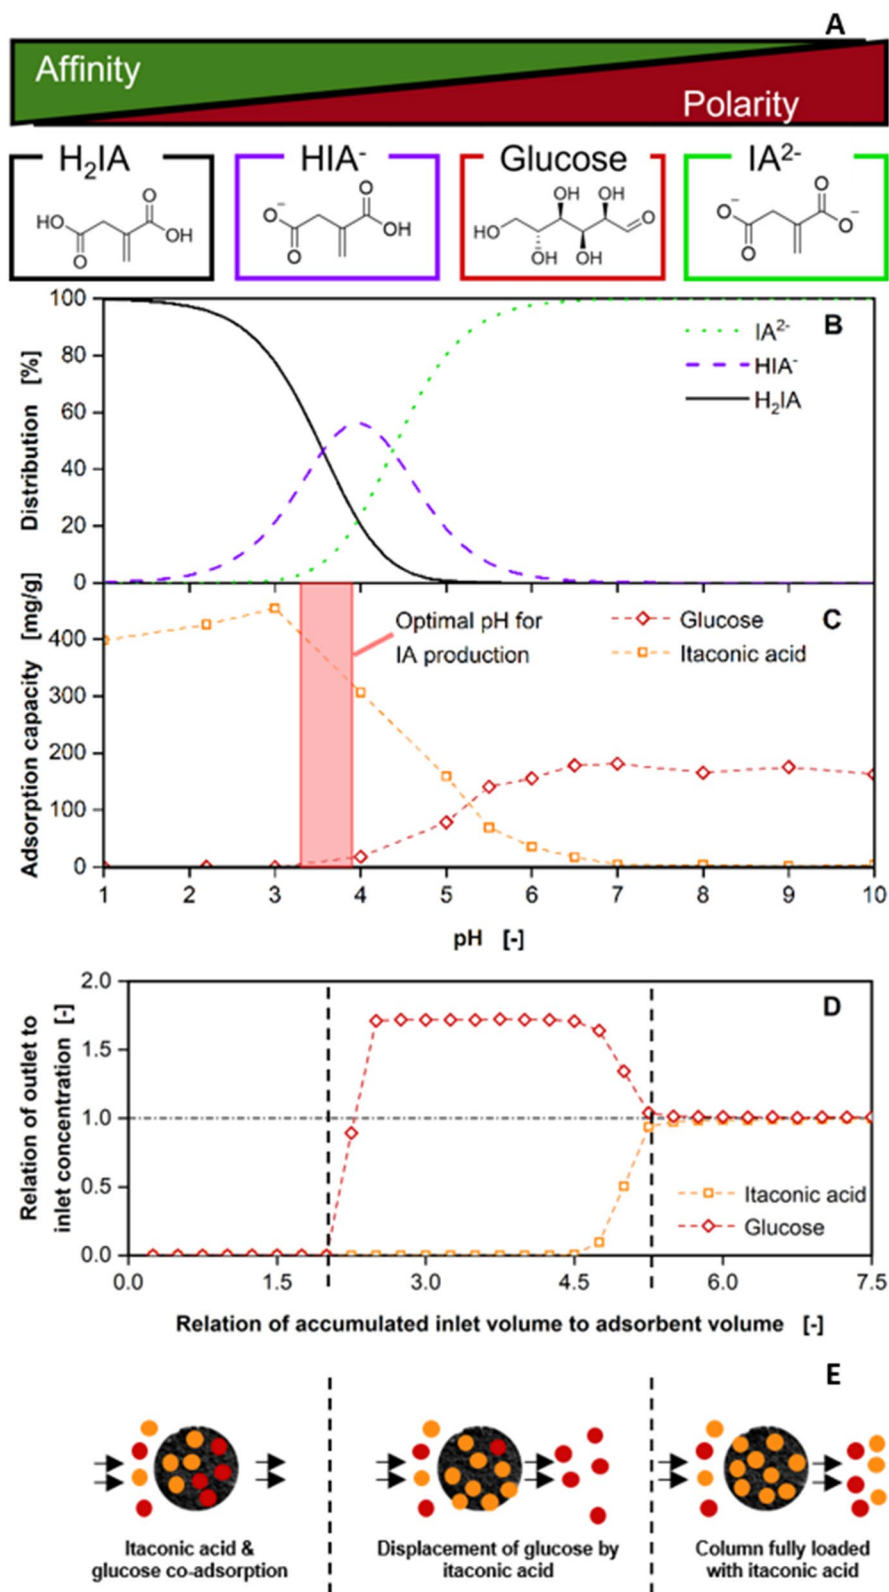 A
Affinity
Polarity
H₂IA
HIA⁻
Glucose
IA²⁻
HO
O
O
OH
O⁻
O
O
OH
HO
OH
OH
OH
OH
O
O⁻
O
O
O⁻
B
Distribution [%]
100
80
60
40
20
0
IA²⁻
HIA⁻
H₂IA
C
Adsorption capacity [mg/g]
400
300
200
100
0
Optimal pH for
IA production
Glucose
Itaconic acid
1 2 3 4 5 6 7 8 9 10
pH [-]
D
Relation of outlet to
inlet concentration [-]
2.0
1.5
1.0
0.5
0.0
Itaconic acid
Glucose
0.0 1.5 3.0 4.5 6.0 7.5
Relation of accumulated inlet volume to adsorbent volume [-]
E
Itaconic acid &
glucose co-adsorption
Displacement of glucose by
itaconic acid
Column fully loaded
with itaconic acid